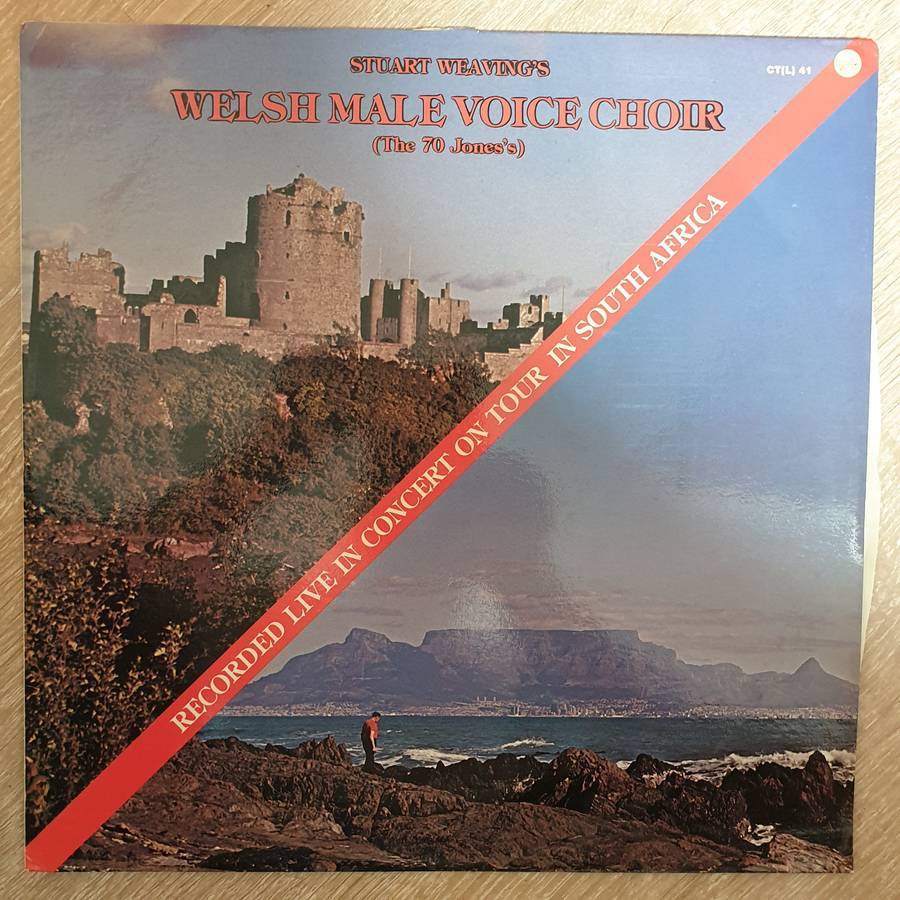 STUART WEAVING'S
CT(L) 41
WELSH MALE VOICE CHOIR
(The 70 Jones's)
RECORDED LIVE IN CONCERT ON TOUR IN SOUTH AFRICA